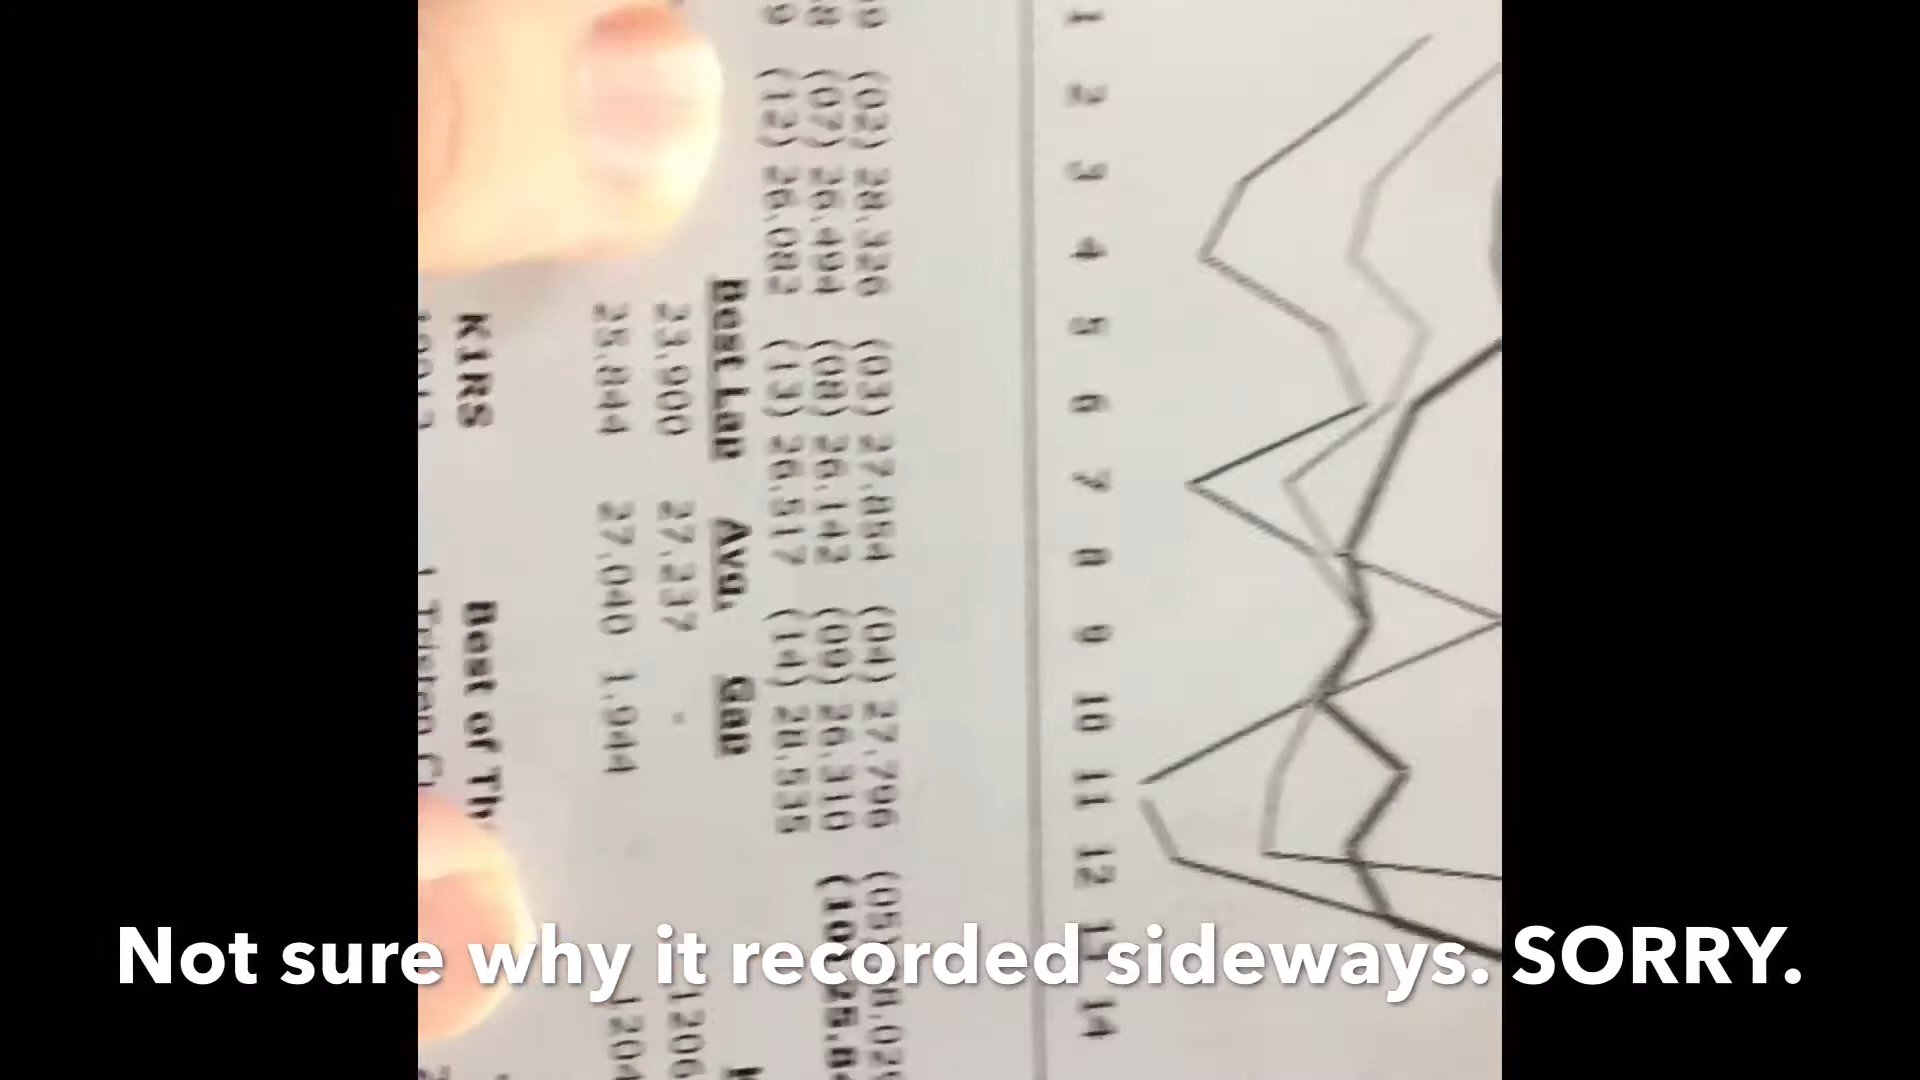 1 2 3 4 5 6 7 8 9 10 11 12 13 14
(02) 28.326 (03) 27.854 (04) 27.796
(07) 26.494 (08) 26.142 (09) 26.310
(12) 26.082 (13) 26.517 (14) 28.535
Best Lap Avg. Gap
23.900 27.237 - 1206
25.844 27.040 1.944 1204
K1RS Best of Th
Not sure why it recorded sideways. SORRY.